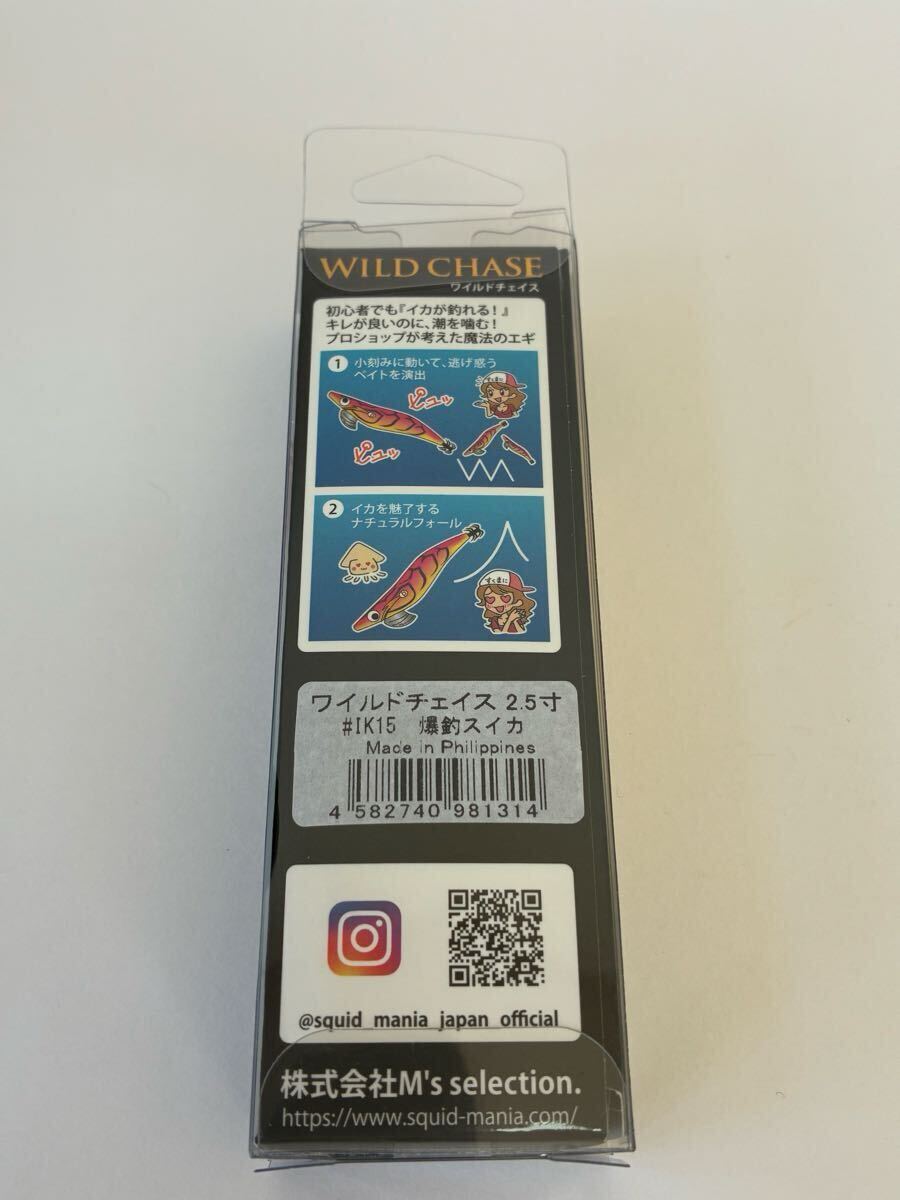 WILD CHASE
ワイルドチェイス
初心者でも『イカが釣れる!』
キレが良いのに、潮を噛む!
プロショップが考えた魔法のエギ
1 小刻みに動いて、逃げ惑う
ベイトを演出
ピュッ
ピュッ
2 イカを魅了する
ナチュラルフォール
すくまに
ワイルドチェイス 2.5寸
#IK15 爆釣スイカ
Made in Philippines
4 582740 981314
@squid_mania_japan_official
株式会社M's selection.
https://www.squid-mania.com/